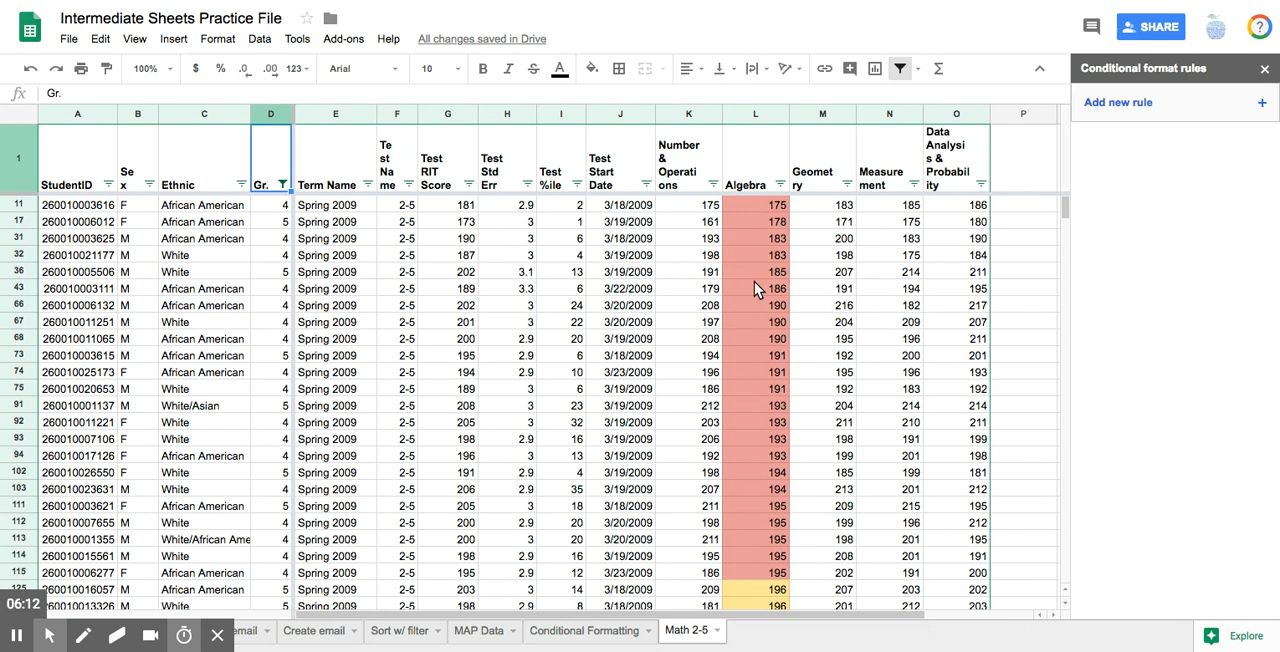 Intermediate Sheets Practice File
File Edit View Insert Format Data Tools Add-ons Help All changes saved in Drive
SHARE
?
100% $ % .0 .00 123 Arial 10 B I S A Σ
Conditional format rules ×
fx Gr.
Add new rule +
A B C D E F G H I J K L M N O P
1 StudentID Sex Ethnic Gr. Term Name Test Name Test RIT Score Test Std Err Test %ile Test Start Date Number & Operations Algebra Geometry Measurement Data Analysis & Probability
11 260010003616 F African American 4 Spring 2009 2-5 181 2.9 2 3/18/2009 175 175 183 185 186
17 260010006012 F African American 5 Spring 2009 2-5 173 3 1 3/19/2009 161 178 171 175 180
31 260010003625 M African American 4 Spring 2009 2-5 190 3 6 3/18/2009 193 183 200 183 190
32 260010021177 M White 4 Spring 2009 2-5 187 3 4 3/19/2009 198 183 198 175 184
36 260010005506 M White 5 Spring 2009 2-5 202 3.1 13 3/19/2009 191 185 207 214 211
43 260010003111 M African American 4 Spring 2009 2-5 189 3.3 6 3/22/2009 179 186 191 194 195
66 260010006132 M African American 4 Spring 2009 2-5 202 3 24 3/20/2009 208 190 216 182 217
67 260010011251 M White 4 Spring 2009 2-5 201 3 22 3/20/2009 197 190 204 209 207
68 260010011065 M African American 4 Spring 2009 2-5 200 2.9 20 3/19/2009 208 190 195 196 211
73 260010003615 M African American 5 Spring 2009 2-5 195 2.9 6 3/18/2009 194 191 192 200 201
74 260010025173 F African American 4 Spring 2009 2-5 194 2.9 10 3/23/2009 196 191 195 196 193
75 260010020653 M White 4 Spring 2009 2-5 189 3 6 3/19/2009 186 191 192 183 192
91 260010001137 M White/Asian 5 Spring 2009 2-5 208 3 23 3/19/2009 212 193 204 214 214
92 260010011221 F White 4 Spring 2009 2-5 205 3 32 3/19/2009 203 193 211 210 211
93 260010007106 F White 4 Spring 2009 2-5 198 2.9 16 3/19/2009 206 193 198 191 199
94 260010017126 F African American 4 Spring 2009 2-5 196 3 13 3/19/2009 192 193 199 201 198
102 260010026550 F White 5 Spring 2009 2-5 191 2.9 4 3/19/2009 198 194 185 199 181
103 260010023631 M White 4 Spring 2009 2-5 206 2.9 35 3/19/2009 207 194 213 201 212
111 260010003621 F African American 5 Spring 2009 2-5 205 3 18 3/18/2009 211 195 209 215 195
112 260010007655 M White 4 Spring 2009 2-5 200 2.9 20 3/20/2009 198 195 199 196 212
113 260010001355 M White/African Ame 4 Spring 2009 2-5 200 3 20 3/20/2009 211 195 198 201 195
114 260010015561 M White 4 Spring 2009 2-5 198 2.9 16 3/19/2009 195 195 208 201 191
115 260010006277 F African American 4 Spring 2009 2-5 195 2.9 12 3/23/2009 186 195 202 191 200
125 260010016057 M African American 5 Spring 2009 2-5 203 3 14 3/18/2009 209 196 207 203 202
260010013326 M White 5 Spring 2009 2-5 198 2.9 8 3/19/2009 181 196 201 212 203
06:12
email Create email Sort w/ filter MAP Data Conditional Formatting Math 2-5 Explore